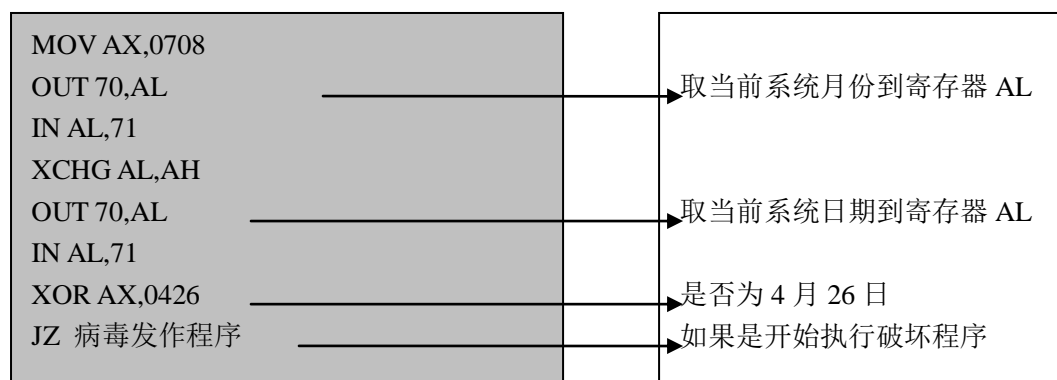 MOV AX,0708
OUT 70,AL
取当前系统月份到寄存器 AL
IN AL,71
XCHG AL,AH
OUT 70,AL
取当前系统日期到寄存器 AL
IN AL,71
XOR AX,0426
是否为 4 月 26 日
JZ 病毒发作程序
如果是开始执行破坏程序